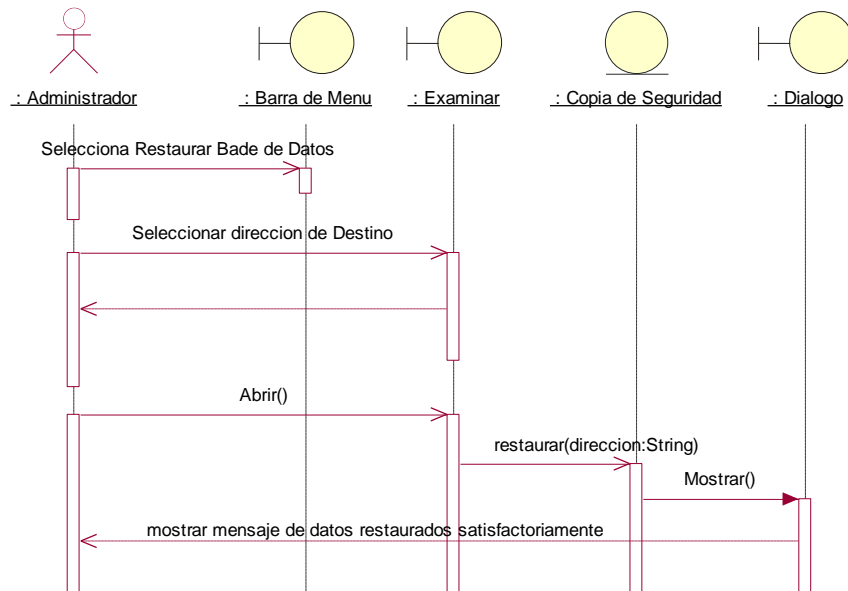 : Administrador
: Barra de Menu
: Examinar
: Copia de Seguridad
: Dialogo
Selecciona Restaurar Bade de Datos
Seleccionar direccion de Destino
Abrir()
restaurar(direccion:String)
Mostrar()
mostrar mensaje de datos restaurados satisfactoriamente